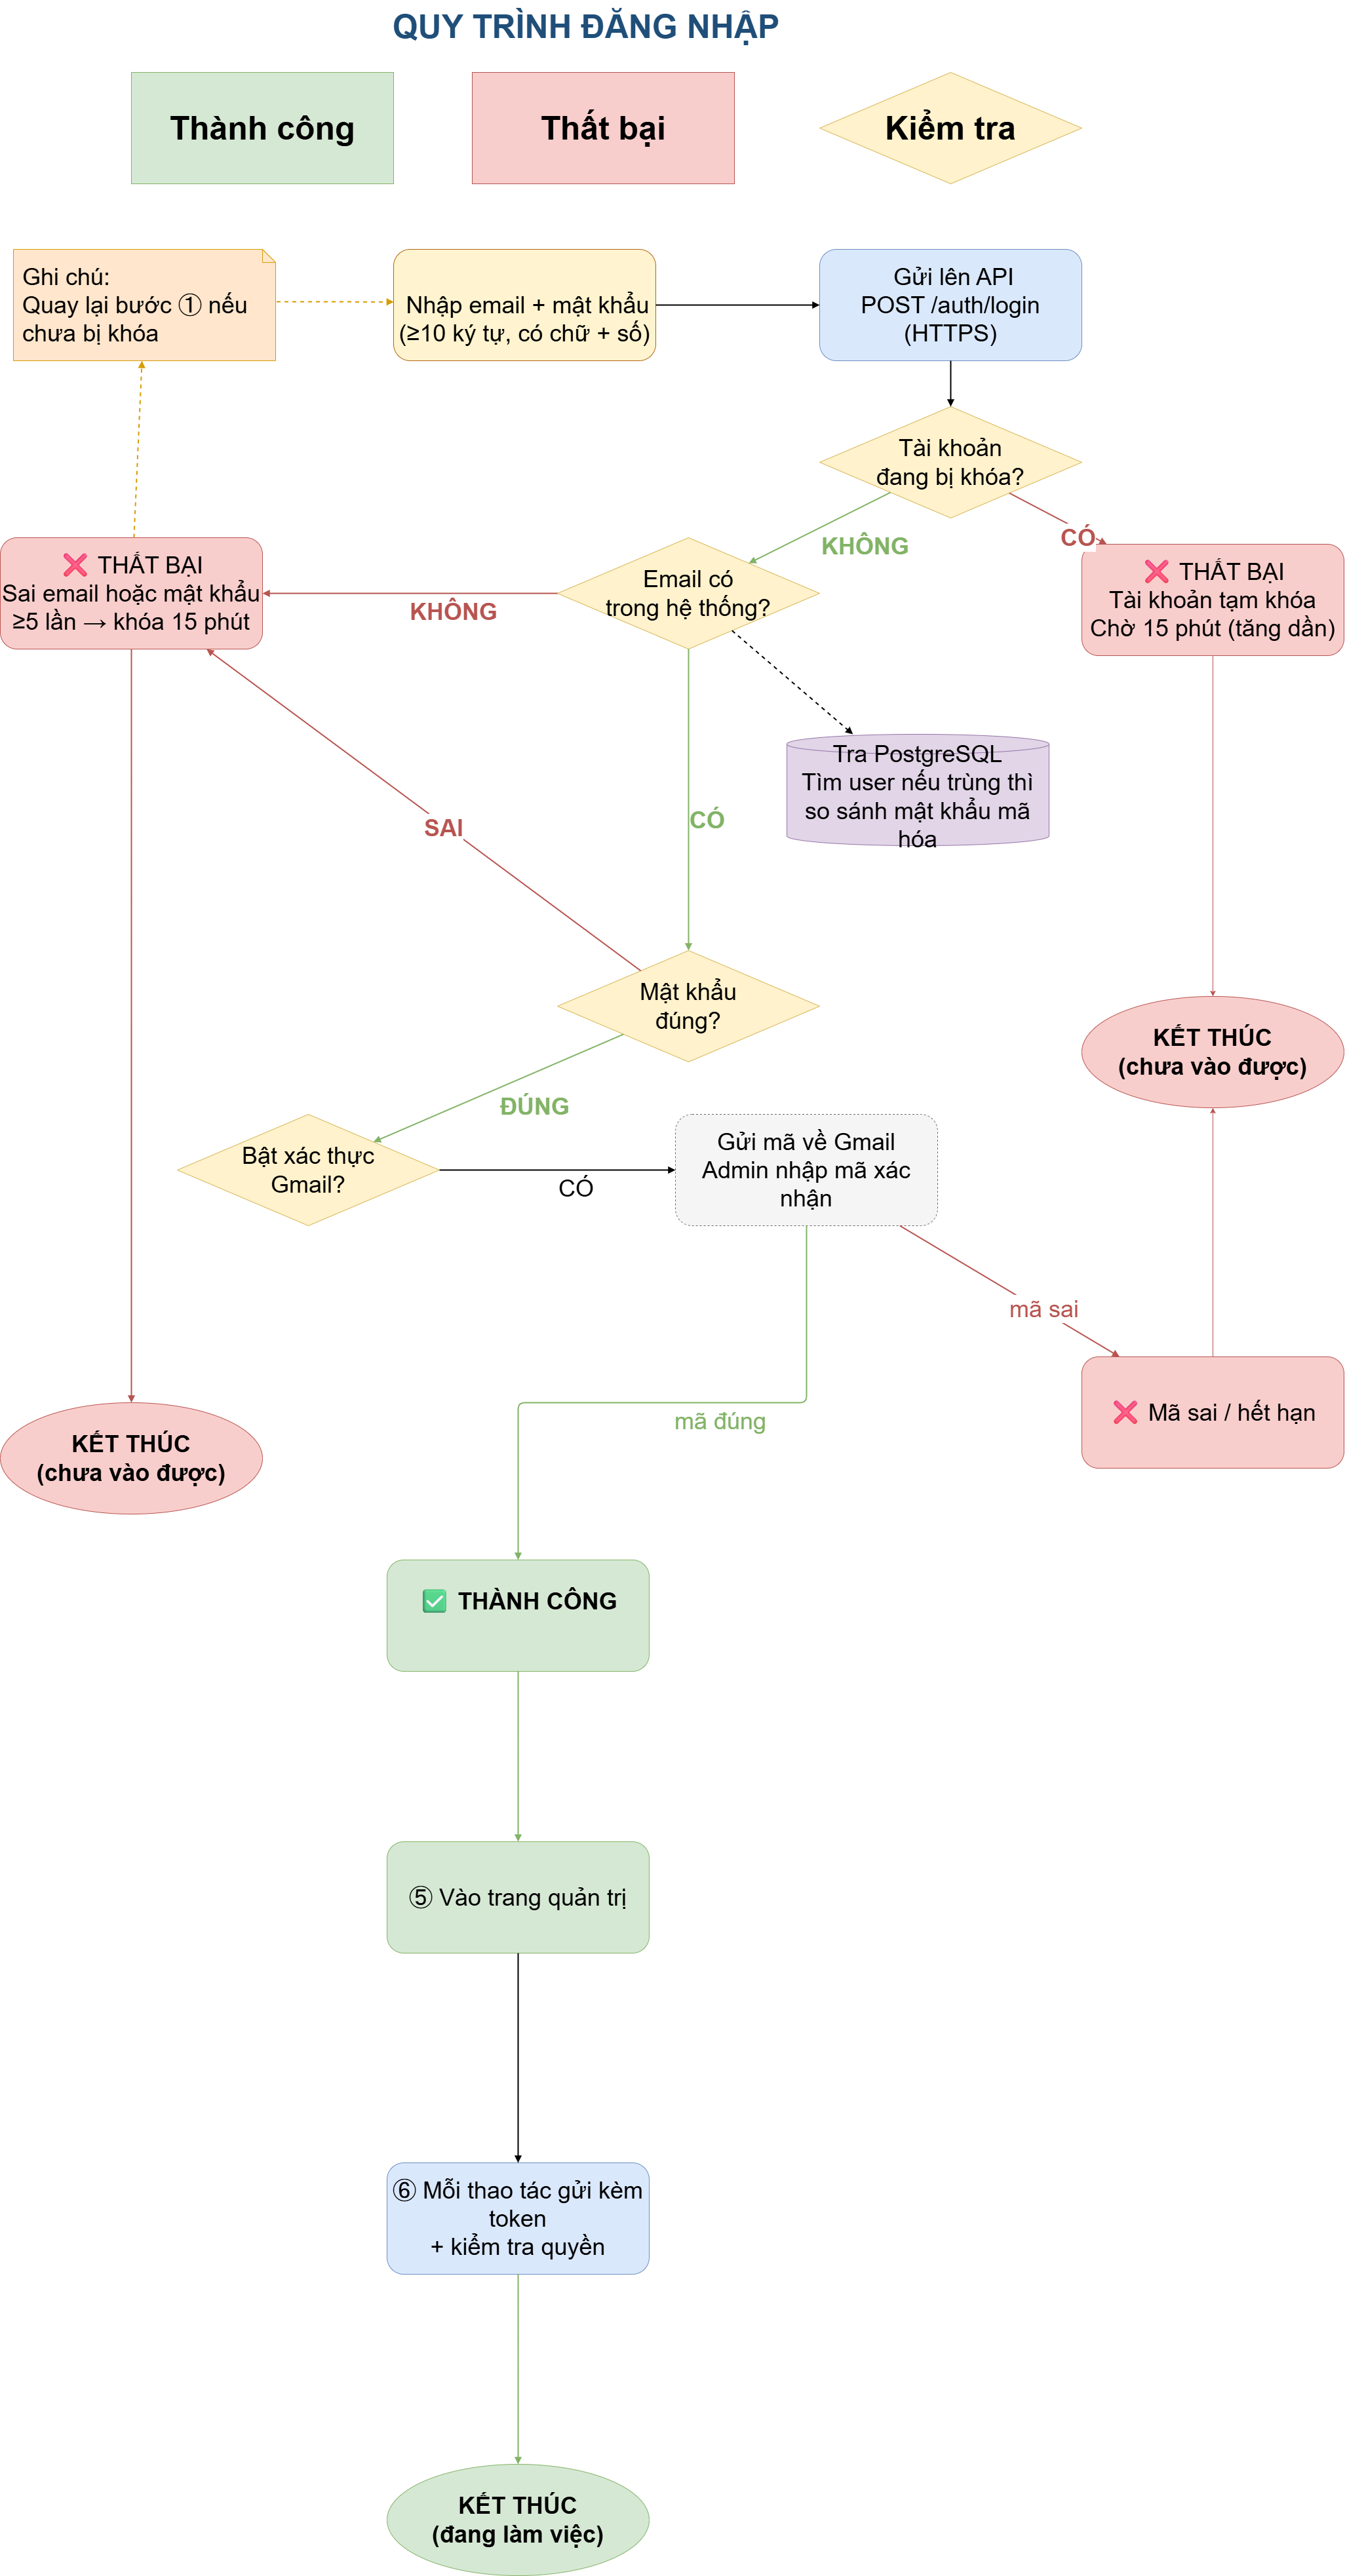 QUY TRÌNH ĐĂNG NHẬP
Thành công
Thất bại
Kiểm tra
Ghi chú:
Quay lại bước ① nếu
chưa bị khóa
Nhập email + mật khẩu
(≥10 ký tự, có chữ + số)
Gửi lên API
POST /auth/login
(HTTPS)
Tài khoản
đang bị khóa?
KHÔNG
CÓ
❌ THẤT BẠI
Sai email hoặc mật khẩu
≥5 lần → khóa 15 phút
KHÔNG
Email có
trong hệ thống?
❌ THẤT BẠI
Tài khoản tạm khóa
Chờ 15 phút (tăng dần)
Tra PostgreSQL
Tìm user nếu trùng thì
so sánh mật khẩu mã
hóa
SAI
CÓ
Mật khẩu
đúng?
KẾT THÚC
(chưa vào được)
ĐÚNG
Bật xác thực
Gmail?
CÓ
Gửi mã về Gmail
Admin nhập mã xác
nhận
mã sai
❌ Mã sai / hết hạn
mã đúng
KẾT THÚC
(chưa vào được)
✅ THÀNH CÔNG
⑤ Vào trang quản trị
⑥ Mỗi thao tác gửi kèm
token
+ kiểm tra quyền
KẾT THÚC
(đang làm việc)